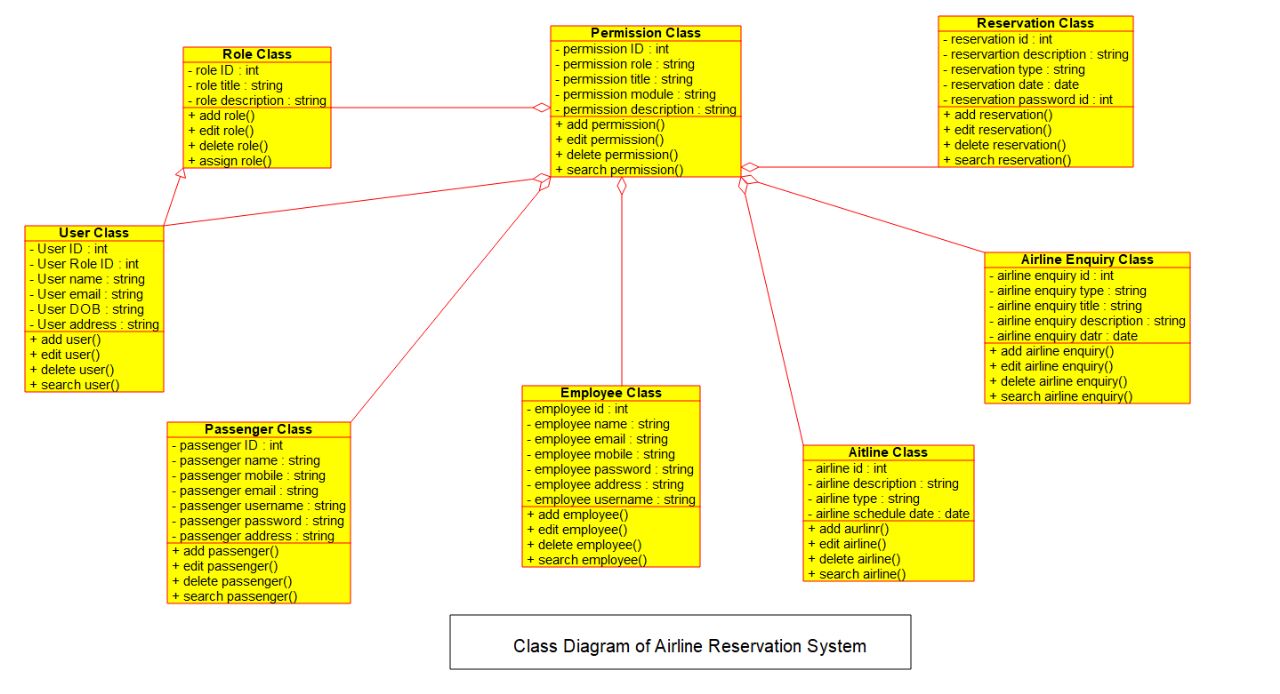 Role Class
- role ID : int
- role title : string
- role description : string
+ add role()
+ edit role()
+ delete role()
+ assign role()
Permission Class
- permission ID : int
- permission role : string
- permission title : string
- permission module : string
- permission description : string
+ add permission()
+ edit permission()
+ delete permission()
+ search permission()
Reservation Class
- reservation id : int
- reservartion description : string
- reservation type : string
- reservation date : date
- reservation password id : int
+ add reservation()
+ edit reservation()
+ delete reservation()
+ search reservation()
User Class
- User ID : int
- User Role ID : int
- User name : string
- User email : string
- User DOB : string
- User address : string
+ add user()
+ edit user()
+ delete user()
+ search user()
Airline Enquiry Class
- airline enquiry id : int
- airline enquiry type : string
- airline enquiry title : string
- airline enquiry description : string
- airline enquiry datr : date
+ add airline enquiry()
+ edit airline enquiry()
+ delete airline enquiry()
+ search airline enquiry()
Passenger Class
- passenger ID : int
- passenger name : string
- passenger mobile : string
- passenger email : string
- passenger username : string
- passenger password : string
- passenger address : string
+ add passenger()
+ edit passenger()
+ delete passenger()
+ search passenger()
Employee Class
- employee id : int
- employee name : string
- employee email : string
- employee mobile : string
- employee password : string
- employee address : string
- employee username : string
+ add employee()
+ edit employee()
+ delete employee()
+ search employee()
Aitline Class
- airline id : int
- airline description : string
- airline type : string
- airline schedule date : date
+ add aurlinr()
+ edit airline()
+ delete airline()
+ search airline()
Class Diagram of Airline Reservation System